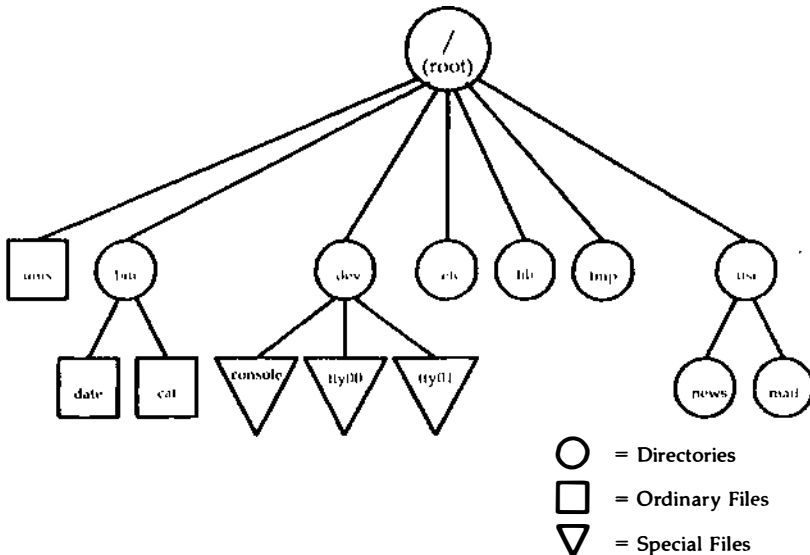 /
(root)
bin
dev
etc
lib
tmp
usr
date
cat
console
tty00
tty01
news
mail
= Directories
= Ordinary Files
= Special Files